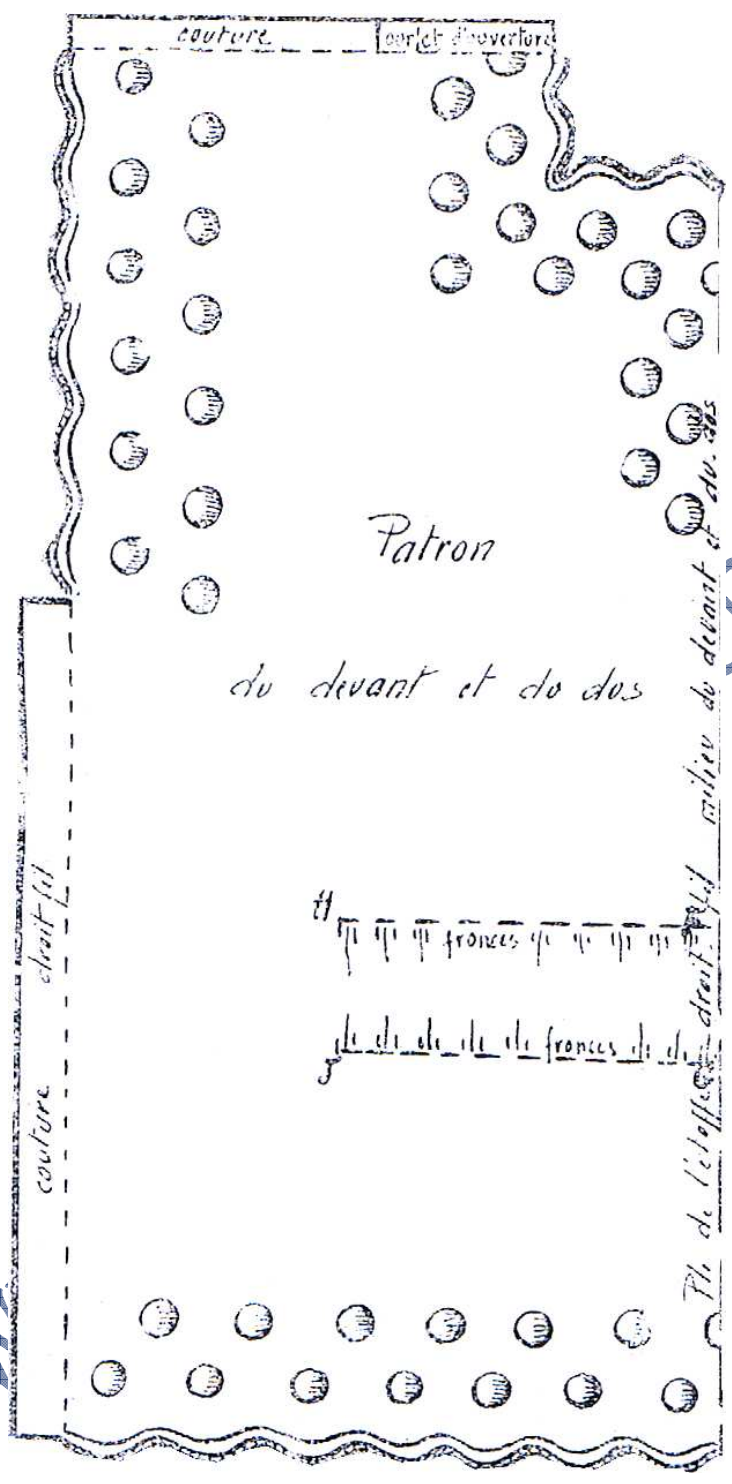 couture
ourlet d'ouverture
Patron
du devant et du dos
Pli de l'étoffe droit fil milieu du devant et du dos
H
fronces
J
fronces
couture droit fil